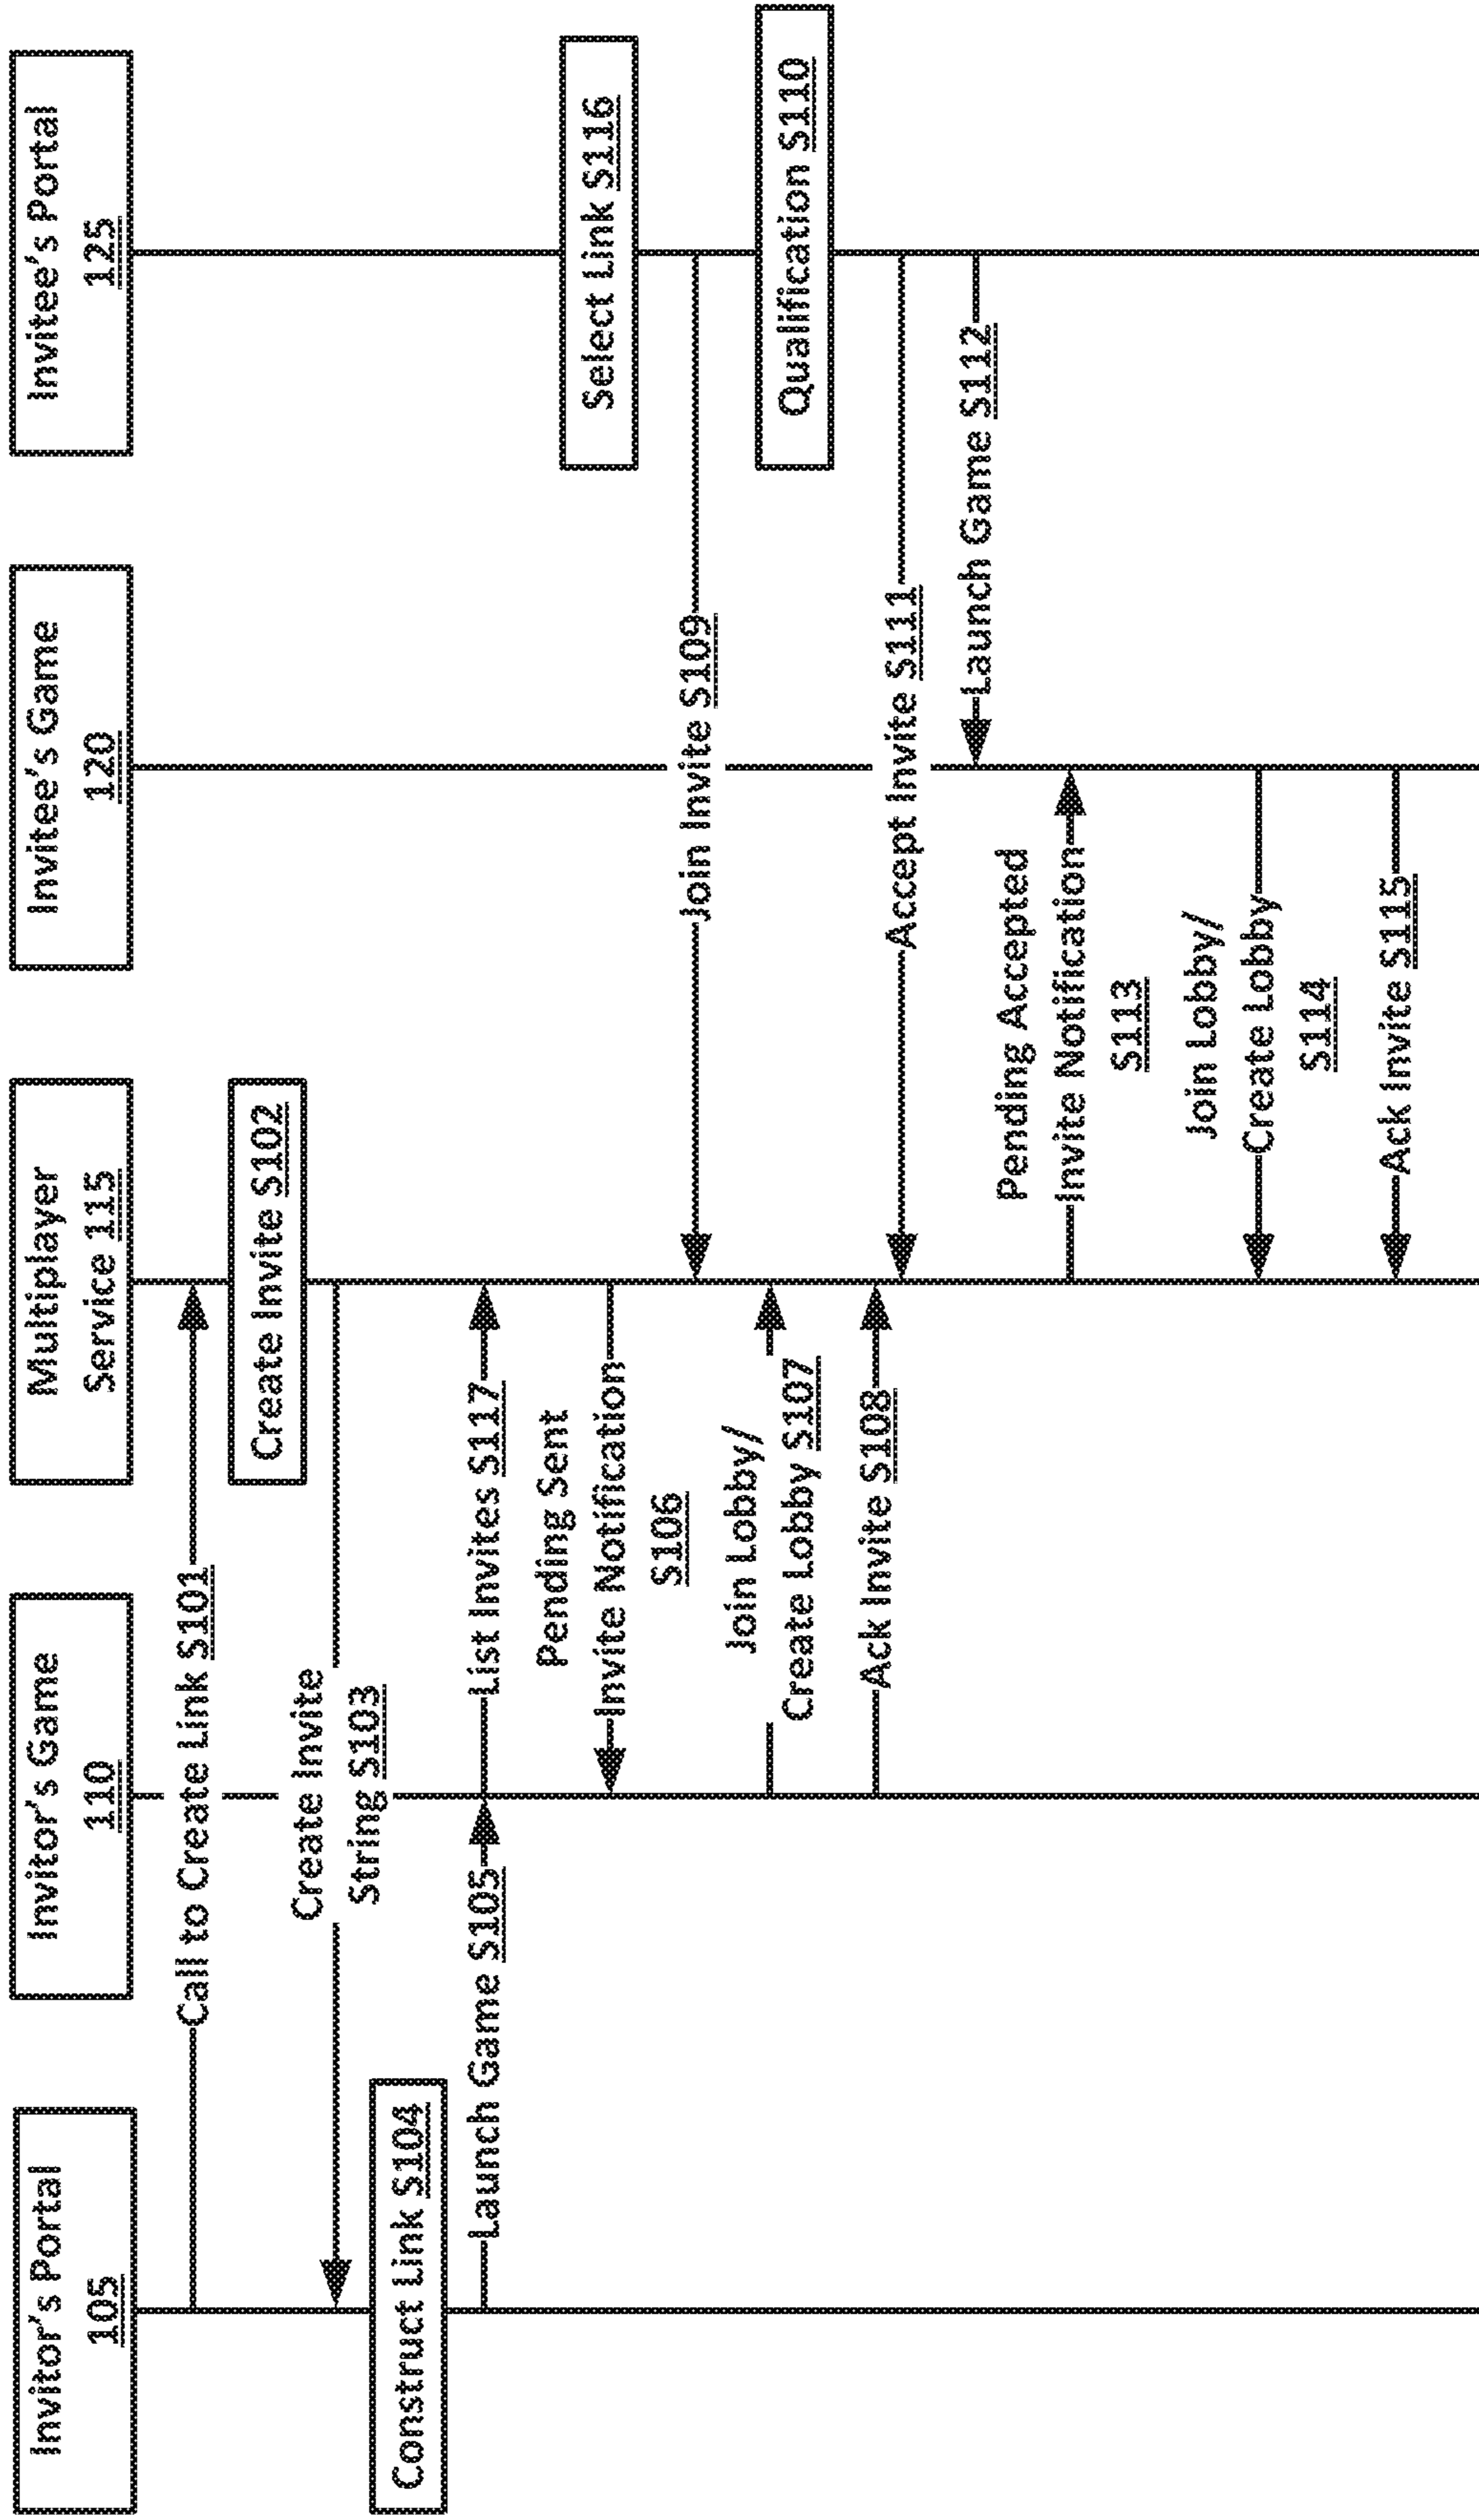 Invitor's Portal
105
Invitor's Game
110
Multiplayer
Service 115
Invitee's Game
120
Invitee's Portal
125
Call to Create Link S101
Create Invite S102
Create Invite
String S103
Construct Link S104
Launch Game S105
List Invites S117
Pending Sent
Invite Notification
S106
Select Link S116
Join Invite S109
Join Lobby/
Create Lobby S107
Qualification S110
Ack Invite S108
Accept Invite S111
Launch Game S112
Pending Accepted
Invite Notification
S113
Join Lobby/
Create Lobby
S114
Ack Invite S115